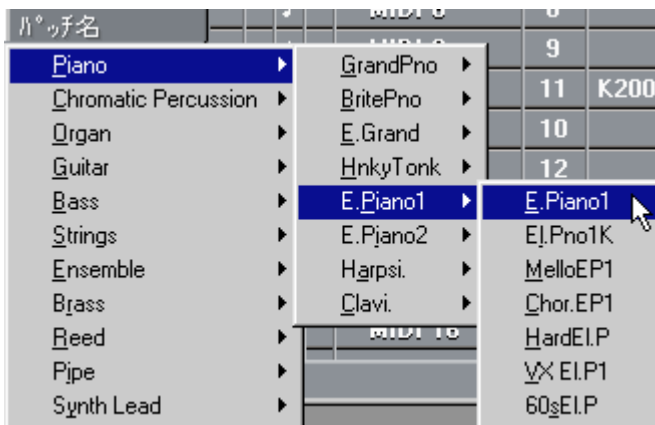 パッチ名
Piano
Chromatic Percussion
Organ
Guitar
Bass
Strings
Ensemble
Brass
Reed
Pipe
Synth Lead
GrandPno
BritePno
E.Grand
HnkyTonk
E.Piano1
E.Piano2
Harpsi.
Clavi.
E.Piano1
El.Pno1K
MelloEP1
Chor.EP1
HardEl.P
VX El.P1
60sEl.P
9
11 K200
10
12